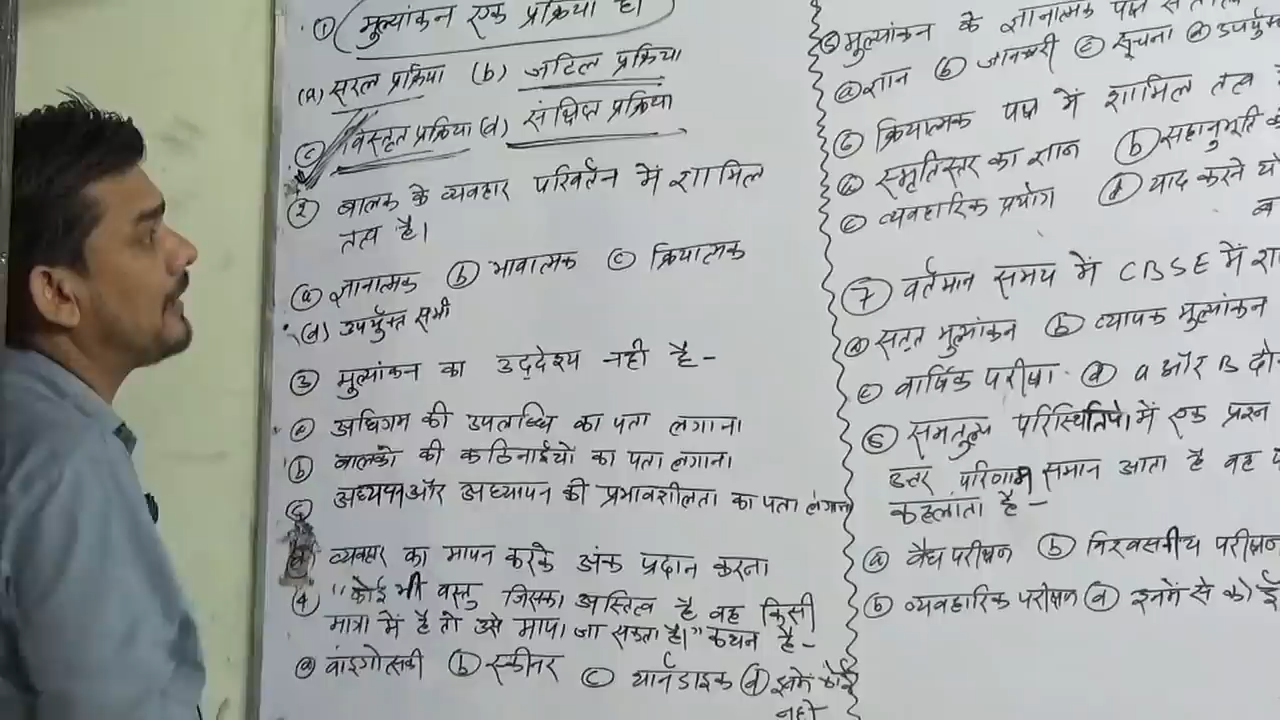 ① मुल्यांकन एक प्रक्रिया है।
(a) सरल प्रक्रिया (b) जटिल प्रक्रिया
ⓒ विस्तृत प्रक्रिया (d) संक्षिप्त प्रक्रिया
② बालक के व्यवहार परिवर्तन में शामिल
तत्व है।
ⓐ ज्ञानात्मक ⓑ भावात्मक ⓒ क्रियात्मक
(d) उपर्युक्त सभी
③ मुल्यांकन का उद्देश्य नही है -
ⓐ अधिगम की उपलब्धि का पता लगाना
ⓑ बालको की कठिनाईयों का पता लगाना
ⓒ अध्ययन और अध्यापन की प्रभावशीलता का पता लगाना
ⓓ व्यवहार का मापन करके अंक प्रदान करना
④ "कोई भी वस्तु जिसका अस्तित्व है वह किसी
मात्रा में है तो उसे मापा जा सकता है।" कथन है -
ⓐ वाइगोत्सकी ⓑ स्कीनर ⓒ थार्नडाइक ⓓ इनमें कोई
नही
⑤ मुल्यांकन के ज्ञानात्मक पक्ष से
ⓐ ज्ञान ⓑ जानकारी ⓒ सूचना ⓓ
⑥ क्रियात्मक पक्ष में शामिल तत्व
ⓐ स्मृतिस्तर का ज्ञान ⓑ सहानुभूति
ⓒ व्यवहारिक प्रयोग ⓓ याद करने
⑦ वर्तमान समय में CBSE में
ⓐ सतत् मुल्यांकन ⓑ व्यापक मुल्यांकन
ⓒ वार्षिक परीक्षा ⓓ a और B
समतुल्य परिस्थितियो में एक प्रश्न
उत्तर परिणाम समान आता है वह
कहलाता है -
ⓐ वैध परीक्षण ⓑ विश्वसनीय परीक्षण
ⓑ व्यवहारिक परीक्षण ⓓ इनमें से कोई